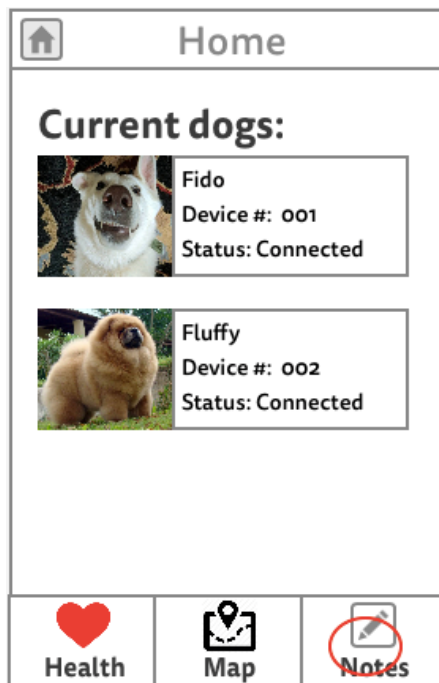 Home
Current dogs:
Fido
Device #: 001
Status: Connected
Fluffy
Device #: 002
Status: Connected
Health
Map
Notes